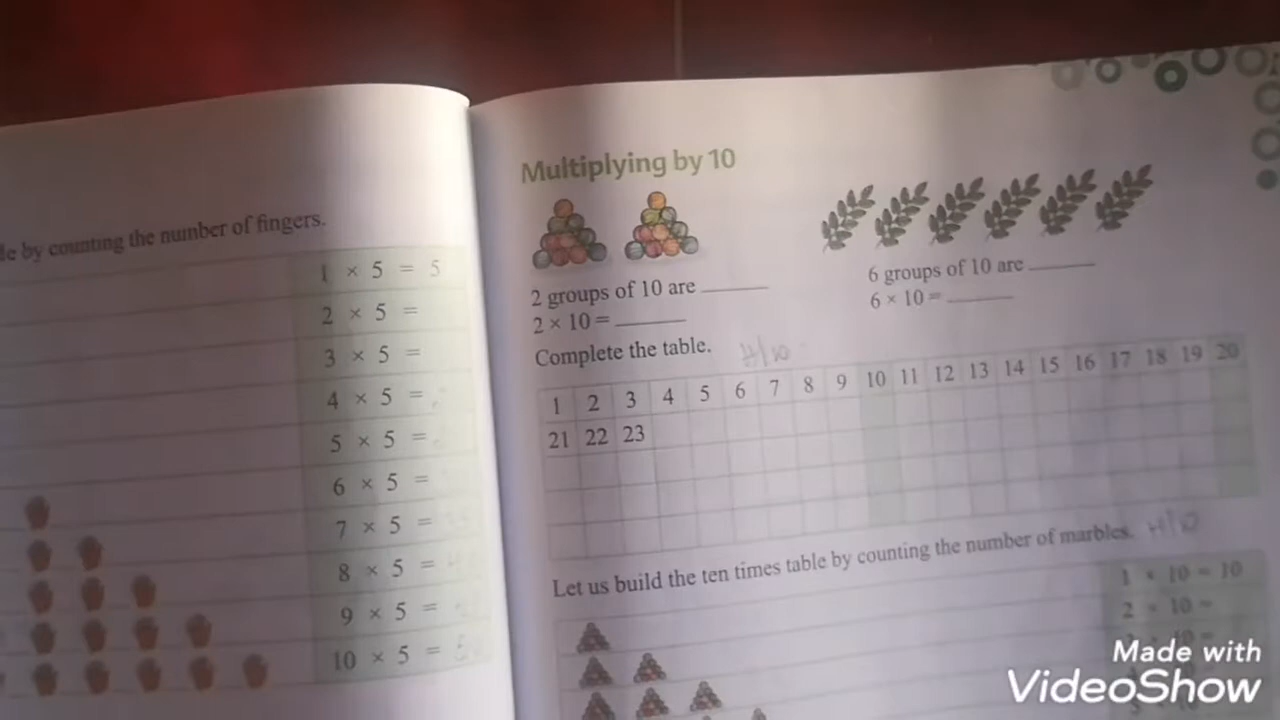 by counting the number of fingers.
1 × 5 = 5
2 × 5 =
3 × 5 =
4 × 5 =
5 × 5 =
6 × 5 =
7 × 5 =
8 × 5 =
9 × 5 =
10 × 5 =
Multiplying by 10
2 groups of 10 are ______
2 × 10 = ______
6 groups of 10 are ______
6 × 10 = ______
Complete the table.
1 2 3 4 5 6 7 8 9 10 11 12 13 14 15 16 17 18 19 20
21 22 23
Let us build the ten times table by counting the number of marbles.
1 × 10 = 10
2 × 10 =
Made with
VideoShow